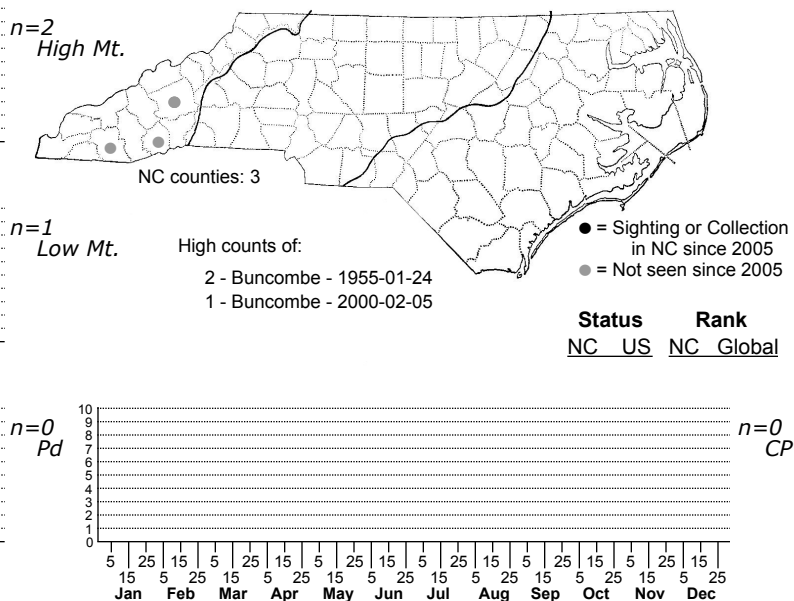 n=2
High Mt.
NC counties: 3
n=1
Low Mt.
High counts of:
2 - Buncombe - 1955-01-24
1 - Buncombe - 2000-02-05
● = Sighting or Collection
in NC since 2005
● = Not seen since 2005
Status Rank
NC US NC Global
n=0
Pd
10
9
8
7
6
5
4
3
2
1
0
n=0
CP
5 25 15 5 25 15 5 25 15 5 25 15 5 25 15 5 25 15
15 5 25 15 5 25 15 5 25 15 5 25 15 5 25 15 5 25
Jan Feb Mar Apr May Jun Jul Aug Sep Oct Nov Dec